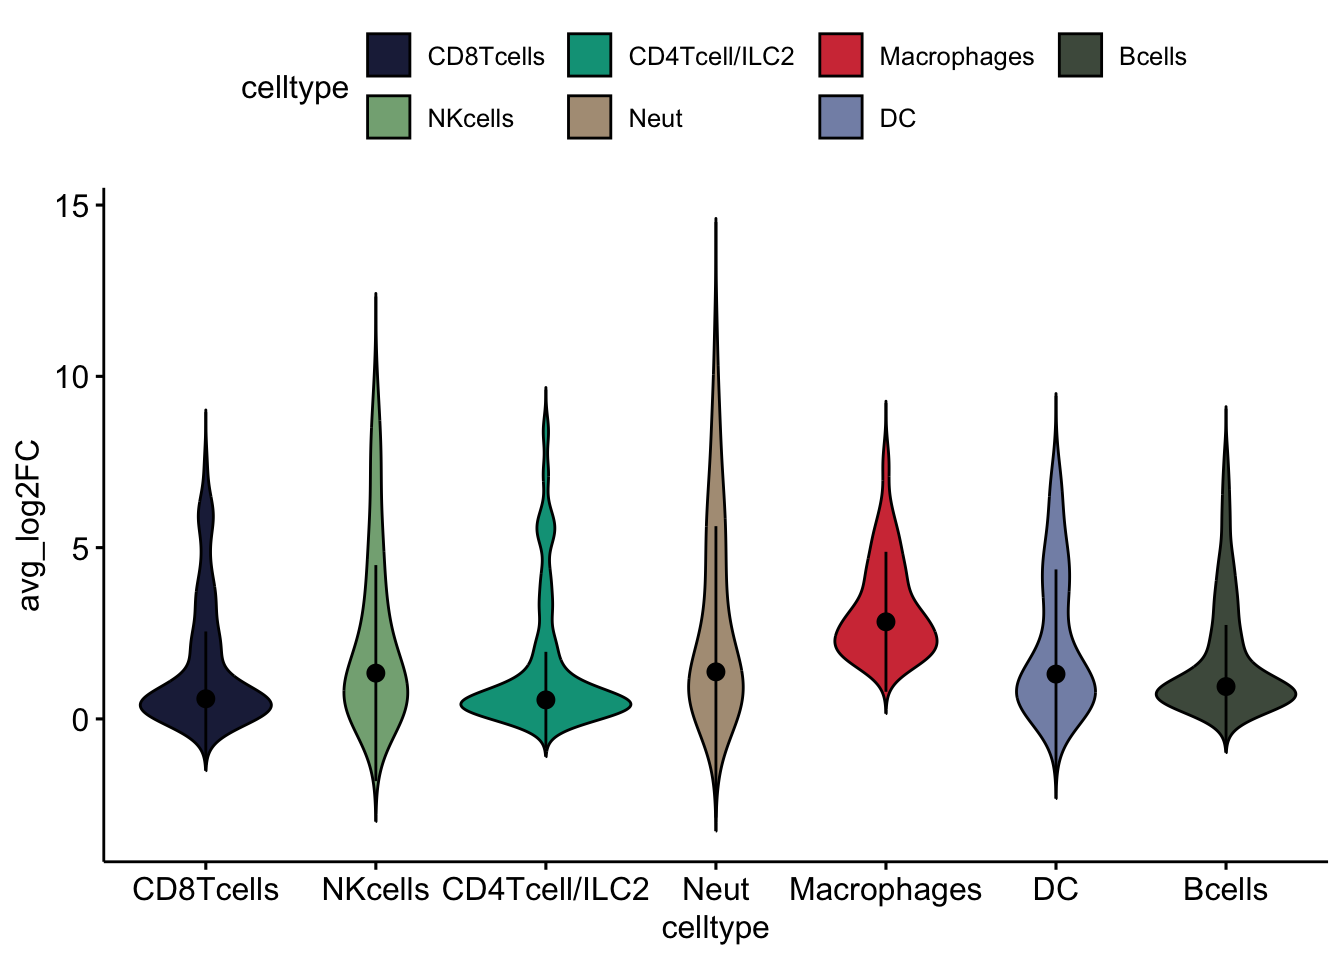 celltype
CD8Tcells CD4Tcell/ILC2 Macrophages Bcells
NKcells Neut DC
15
10
5
0
avg_log2FC
CD8Tcells NKcells CD4Tcell/ILC2 Neut Macrophages DC Bcells
celltype